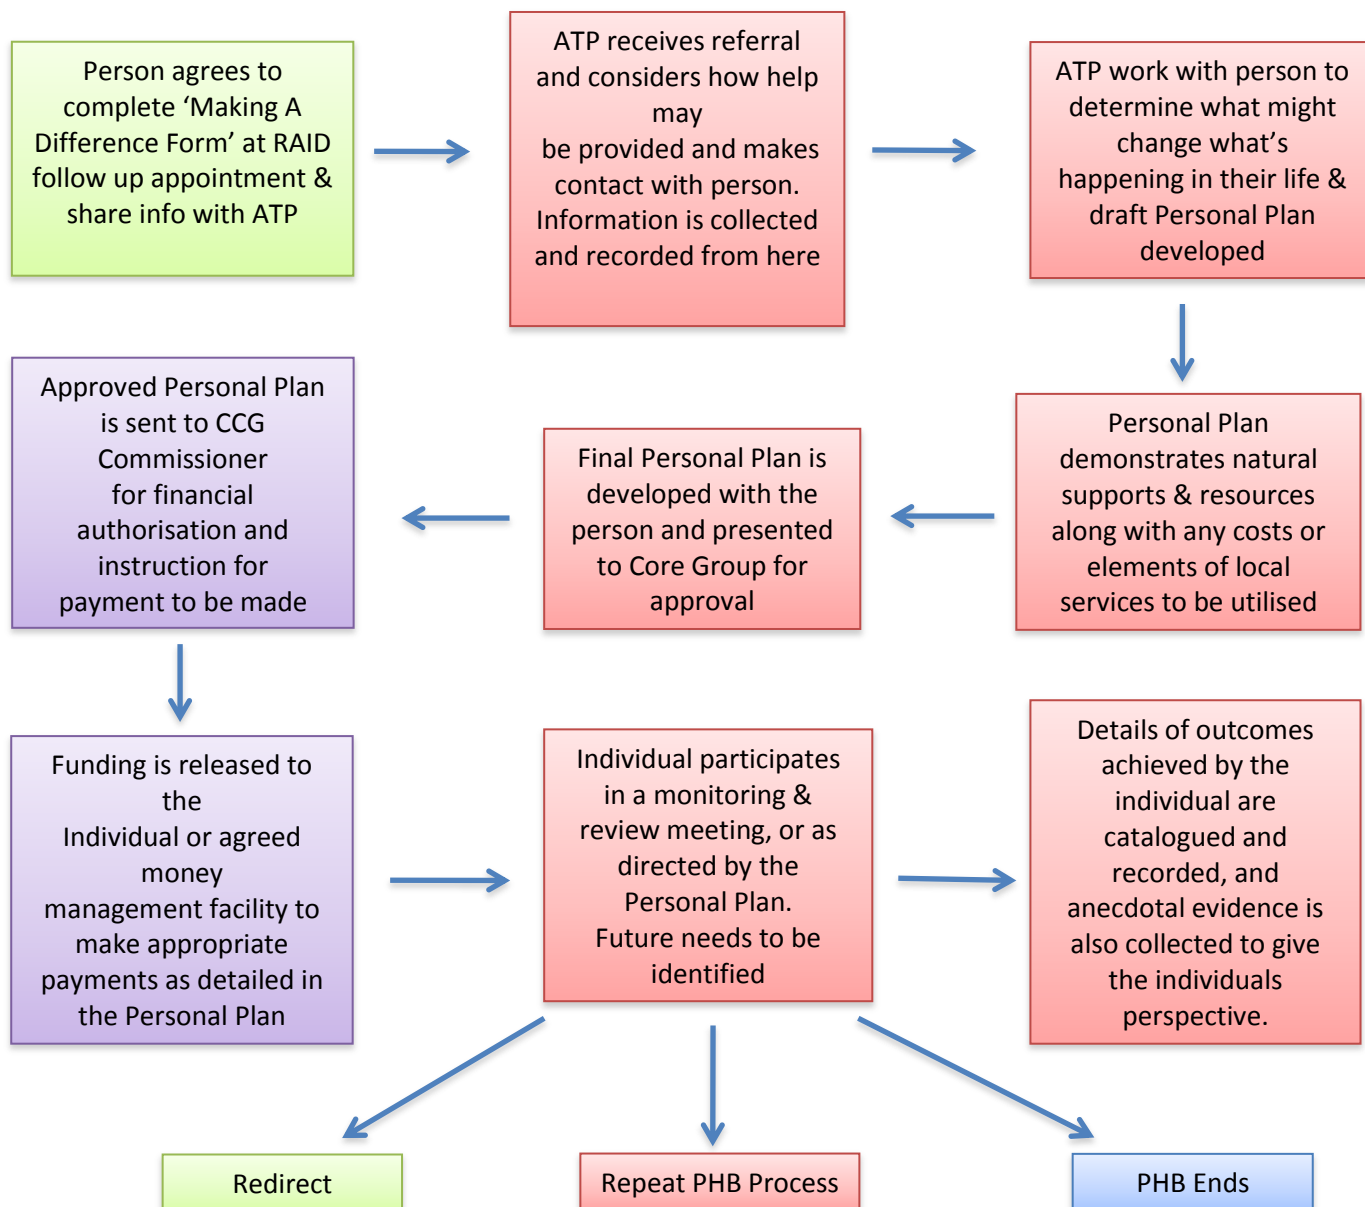 Person agrees to
complete ‘Making A
Difference Form’ at RAID
follow up appointment &
share info with ATP
ATP receives referral
and considers how help
may
be provided and makes
contact with person.
Information is collected
and recorded from here
ATP work with person to
determine what might
change what’s
happening in their life &
draft Personal Plan
developed
Approved Personal Plan
is sent to CCG
Commissioner
for financial
authorisation and
instruction for
payment to be made
Final Personal Plan is
developed with the
person and presented
to Core Group for
approval
Personal Plan
demonstrates natural
supports & resources
along with any costs or
elements of local
services to be utilised
Funding is released to
the
Individual or agreed
money
management facility to
make appropriate
payments as detailed in
the Personal Plan
Individual participates
in a monitoring &
review meeting, or as
directed by the
Personal Plan.
Future needs to be
identified
Details of outcomes
achieved by the
individual are
catalogued and
recorded, and
anecdotal evidence is
also collected to give
the individuals
perspective.
Redirect
Repeat PHB Process
PHB Ends